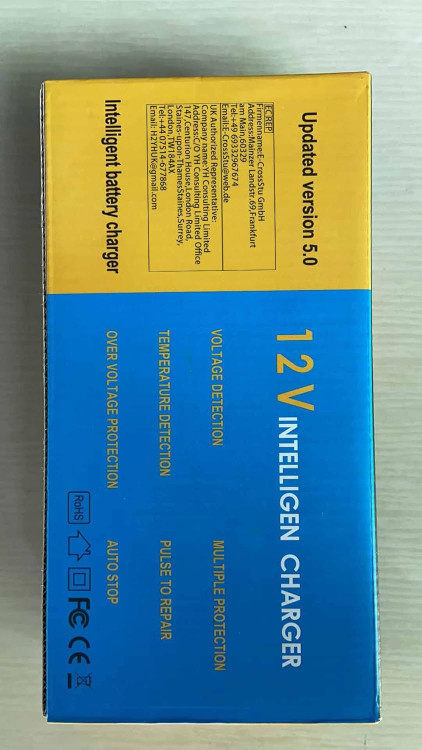 Updated version 5.0
EC REP
Firmenname:E-CrossStu GmbH
Address:Mainzer Landstr.69,Frankfurt
am Main,60329
Tel:+49 69332967674
Email:E-CrossStu@web.de
UK Authorized Representative:
Company name:YH Consulting Limited
Address:C/O YH Consulting Limited Office
147,Centurion House,London Road,
Staines-upon-ThamesStaines,Surrey,
London,TW184AX
Tel:+44 07514-677868
Email: H2YHUK@gmail.com
Intelligent battery charger
12V INTELLIGEN CHARGER
VOLTAGE DETECTION MULTIPLE PROTECTION
TEMPERATURE DETECTION PULSE TO REPAIR
OVER VOLTAGE PROTECTION AUTO STOP
RoHS FC CE